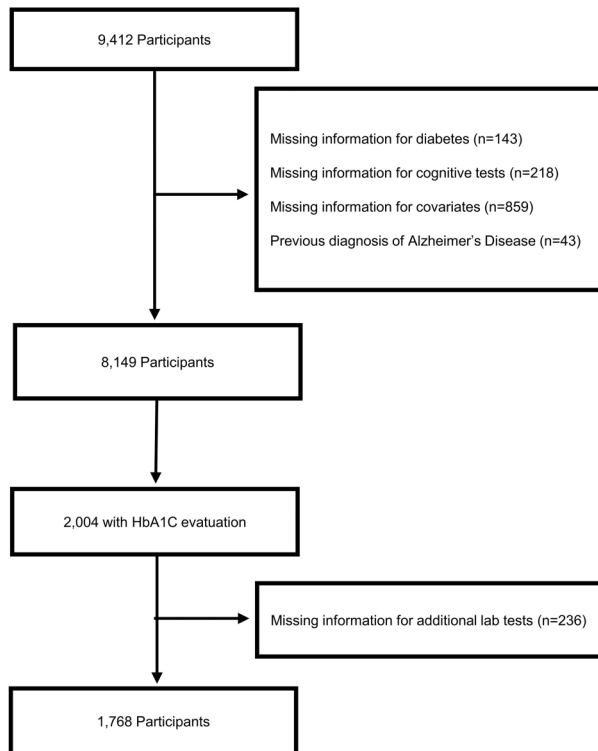 9,412 Participants
Missing information for diabetes (n=143)
Missing information for cognitive tests (n=218)
Missing information for covariates (n=859)
Previous diagnosis of Alzheimer's Disease (n=43)
8,149 Participants
2,004 with HbA1C evaluation
Missing information for additional lab tests (n=236)
1,768 Participants